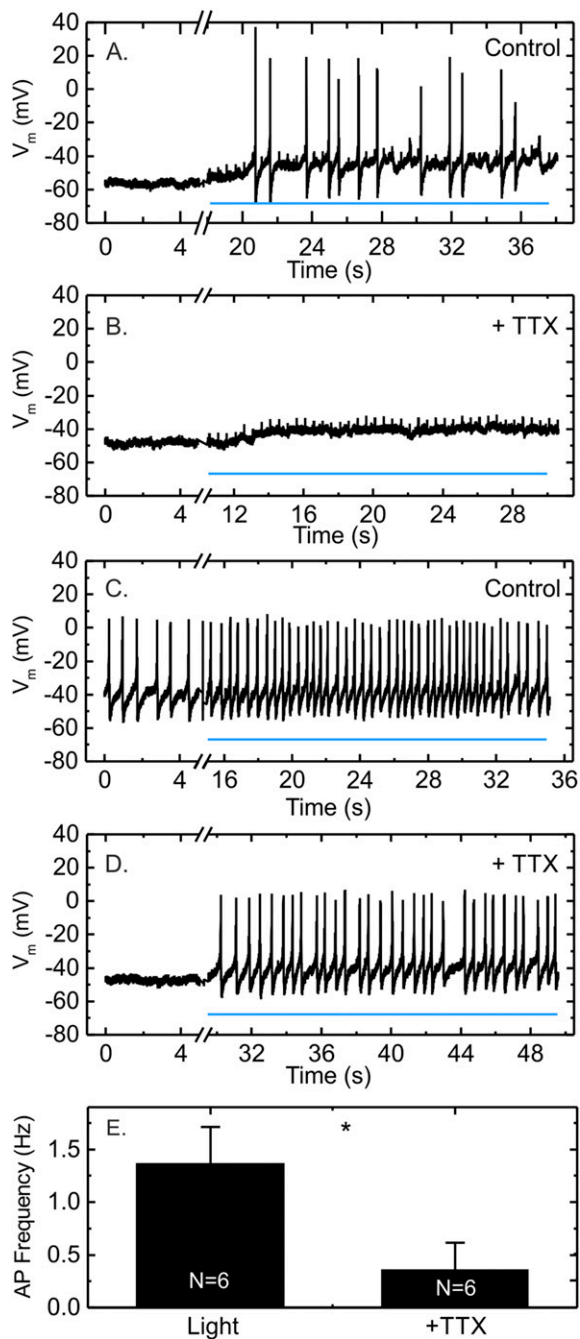 A.
Control
40
20
0
-20
-40
-60
-80
V_m (mV)
0 4 20 24 28 32 36
Time (s)
B.
+ TTX
40
20
0
-20
-40
-60
-80
V_m (mV)
0 4 12 16 20 24 28
Time (s)
C.
Control
40
20
0
-20
-40
-60
-80
V_m (mV)
0 4 16 20 24 28 32 36
Time (s)
D.
+ TTX
40
20
0
-20
-40
-60
-80
V_m (mV)
0 4 32 36 40 44 48
Time (s)
E.
*
1.5
1.0
0.5
0.0
AP Frequency (Hz)
N=6 N=6
Light +TTX